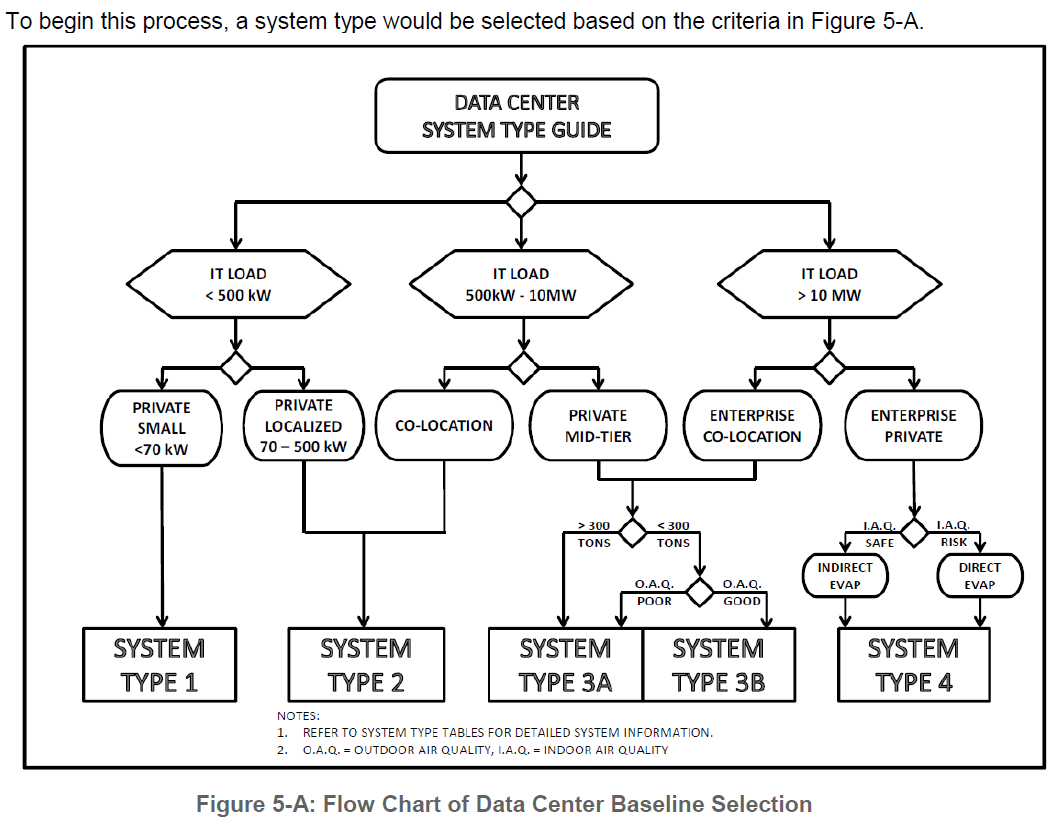 To begin this process, a system type would be selected based on the criteria in Figure 5-A.
DATA CENTER
SYSTEM TYPE GUIDE
IT LOAD
< 500 kW
IT LOAD
500kW - 10MW
IT LOAD
> 10 MW
PRIVATE
SMALL
<70 kW
PRIVATE
LOCALIZED
70 – 500 kW
CO-LOCATION
PRIVATE
MID-TIER
ENTERPRISE
CO-LOCATION
ENTERPRISE
PRIVATE
> 300
TONS
< 300
TONS
I.A.Q.
SAFE
I.A.Q.
RISK
INDIRECT
EVAP
DIRECT
EVAP
O.A.Q.
POOR
O.A.Q.
GOOD
SYSTEM
TYPE 1
SYSTEM
TYPE 2
SYSTEM
TYPE 3A
SYSTEM
TYPE 3B
SYSTEM
TYPE 4
NOTES:
1. REFER TO SYSTEM TYPE TABLES FOR DETAILED SYSTEM INFORMATION.
2. O.A.Q. = OUTDOOR AIR QUALITY, I.A.Q. = INDOOR AIR QUALITY
Figure 5-A: Flow Chart of Data Center Baseline Selection